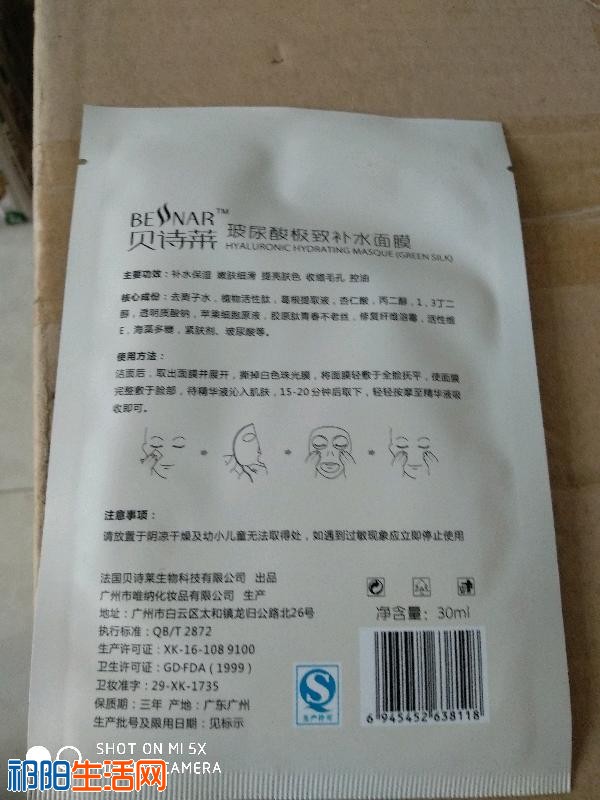 BESSNAR™
贝诗莱 玻尿酸极致补水面膜
HYALURONIC HYDRATING MASQUE (GREEN SILK)
主要功效：补水保湿 嫩肤细滑 提亮肤色 收缩毛孔 控油
核心成份：去离子水，植物活性肽，葛根提取液，杏仁酸，丙二醇，1，3丁二
醇，透明质酸钠，苹果细胞原液，胶原肽青春不老丝，修复纤维溶霉，活性维
E，海藻多糖，紧肤剂、玻尿酸等。
使用方法：
洁面后，取出面膜并展开，撕掉白色珠光膜，将面膜轻敷于全脸抚平，使面膜
完整敷于脸部，待精华液沁入肌肤，15-20分钟后取下，轻轻按摩至精华液吸
收即可。
注意事项：
请放置于阴凉干燥及幼小儿童无法取得处，如遇到过敏现象应立即停止使用
法国贝诗莱生物科技有限公司 出品
广州市唯纳化妆品有限公司 生产
地址：广州市白云区太和镇龙归公路北26号
执行标准：QB/T 2872
生产许可证：XK-16-108 9100
卫生许可证：GD·FDA（1999）
卫妆准字：29-XK-1735
保质期：三年 产地：广东广州
生产批号及限用日期：见标示
净含量：30ml
生产许可
6 945452 638118
SHOT ON MI 5X
CAMERA
祁阳生活网